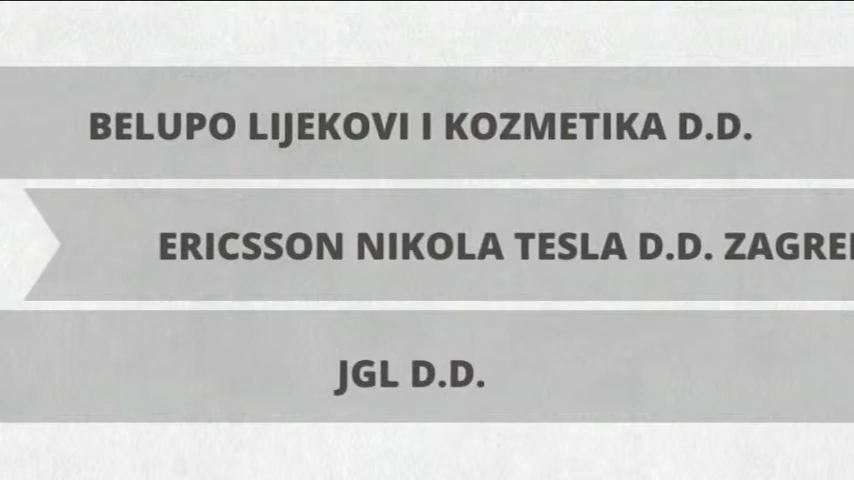 BELUPO LIJEKOVI I KOZMETIKA D.D.
ERICSSON NIKOLA TESLA D.D.
JGL D.D.